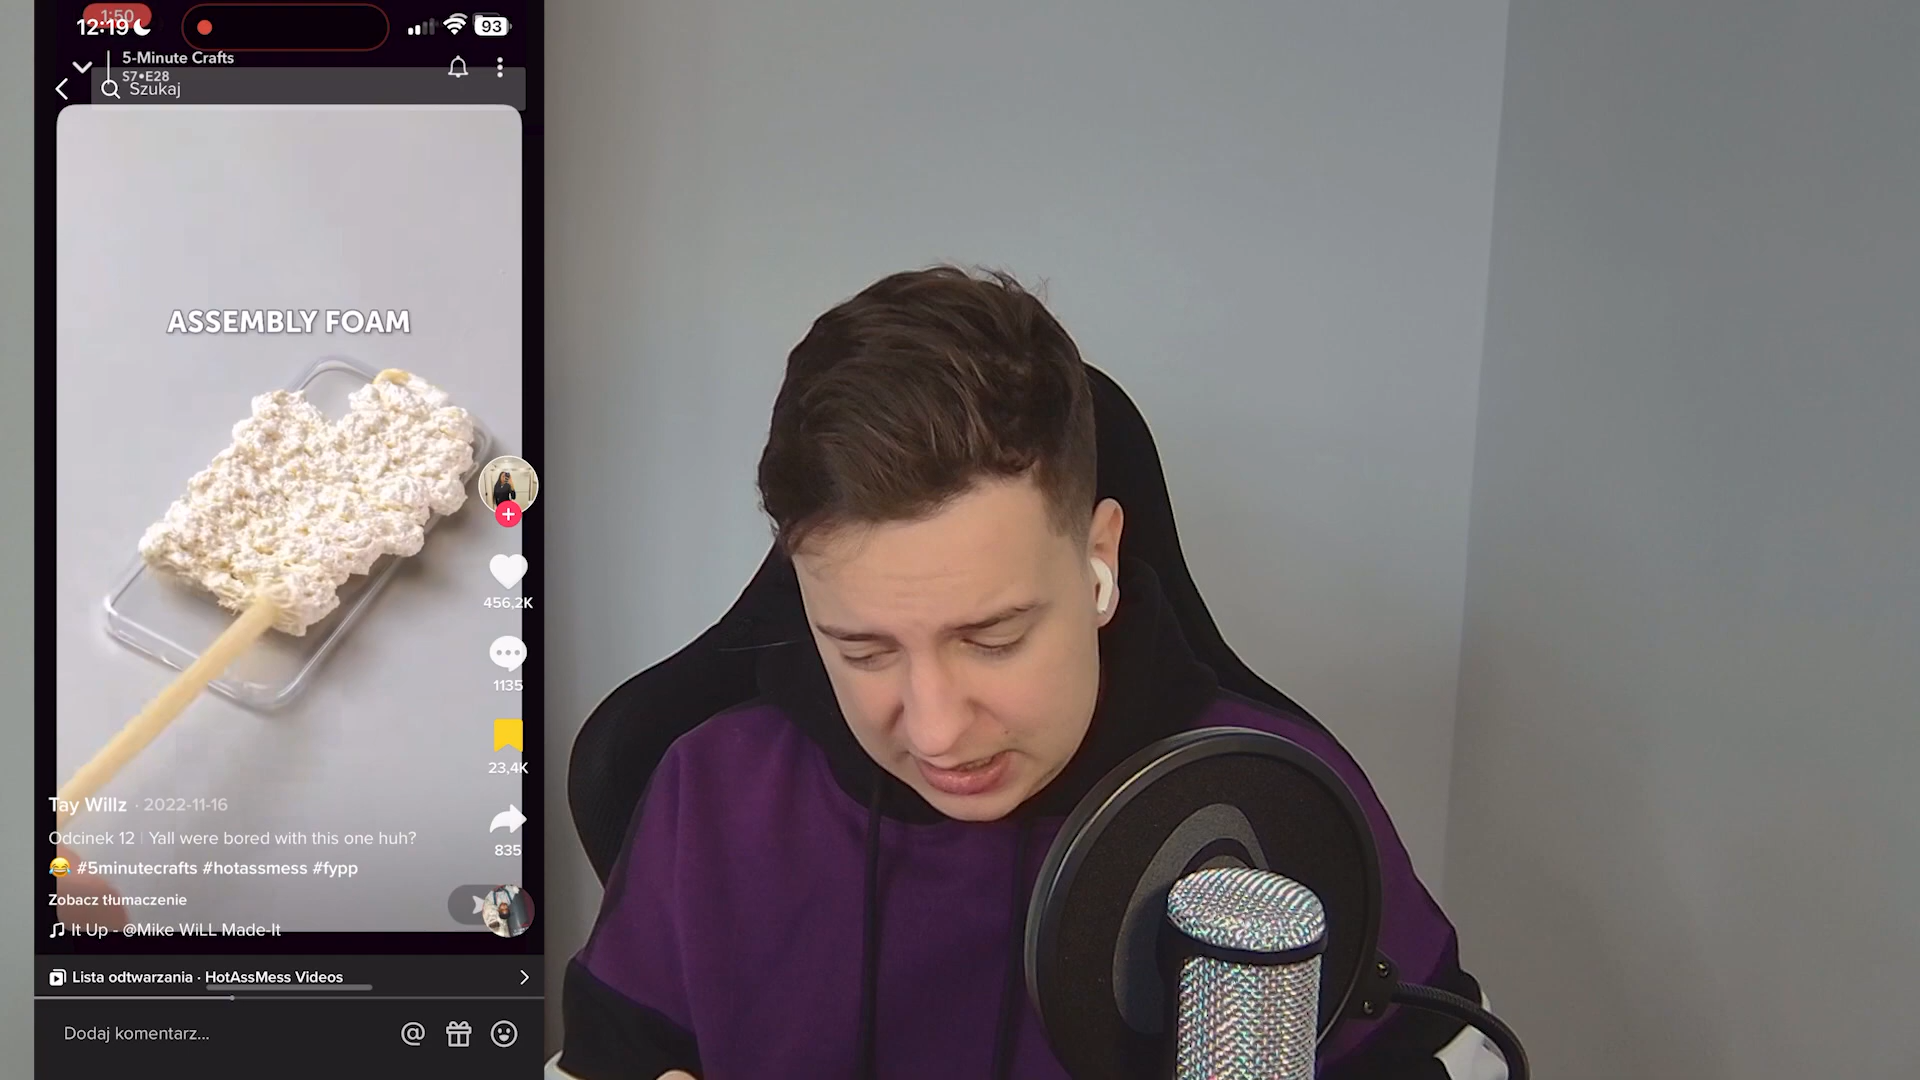 1:50
12:19
93
5-Minute Crafts
S7•E28
Szukaj
ASSEMBLY FOAM
456,2K
1135
23,4K
Tay Willz · 2022-11-16
835
Odcinek 12 | Yall were bored with this one huh?
😂 #5minutecrafts #hotassmess #fypp
Zobacz tłumaczenie
It Up - @Mike WiLL Made-It
Lista odtwarzania · HotAssMess Videos
Dodaj komentarz...